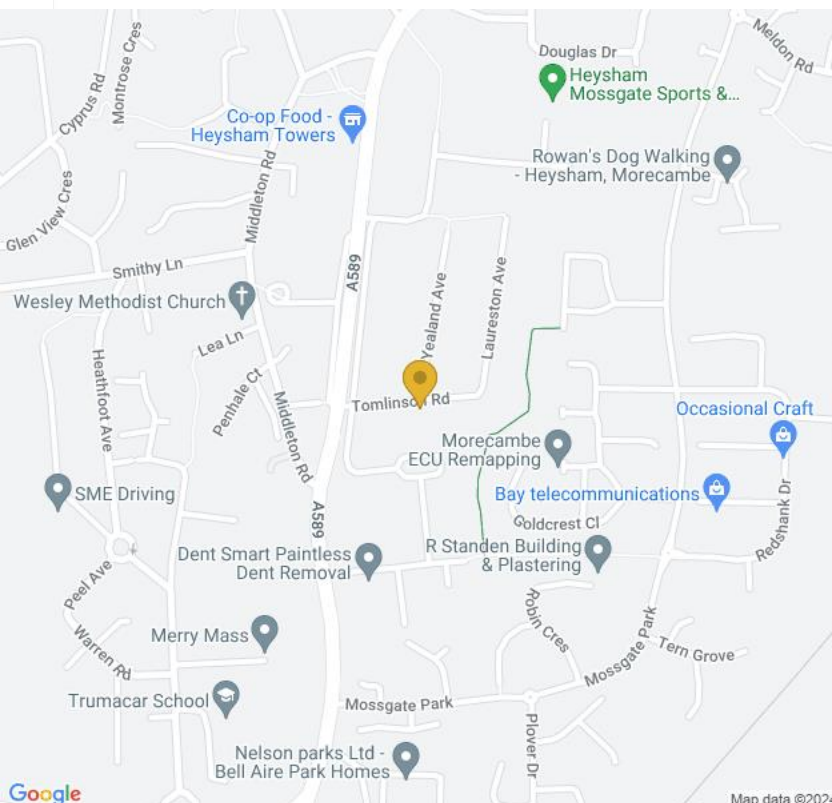 Douglas Dr
Meldon Rd
Heysham
Mossgate Sports &...
Montrose Cres
Cyprus Rd
Co-op Food -
Heysham Towers
Middleton Rd
Rowan's Dog Walking
- Heysham, Morecambe
Glen View Cres
Smithy Ln
A589
Wesley Methodist Church
Yealand Ave
Laureston Ave
Lea Ln
Heathfoot Ave
Penhale Ct
Middleton Rd
Tomlinson Rd
Occasional Craft
Morecambe
ECU Remapping
SME Driving
Bay telecommunications
A589
Goldcrest Cl
Redshank Dr
Dent Smart Paintless
Dent Removal
R Standen Building
& Plastering
Peel Ave
Robin Cres
Merry Mass
Warren Rd
Mossgate Park
Tern Grove
Trumacar School
Mossgate Park
Plover Dr
Nelson parks Ltd -
Bell Aire Park Homes
Google
Map data ©202